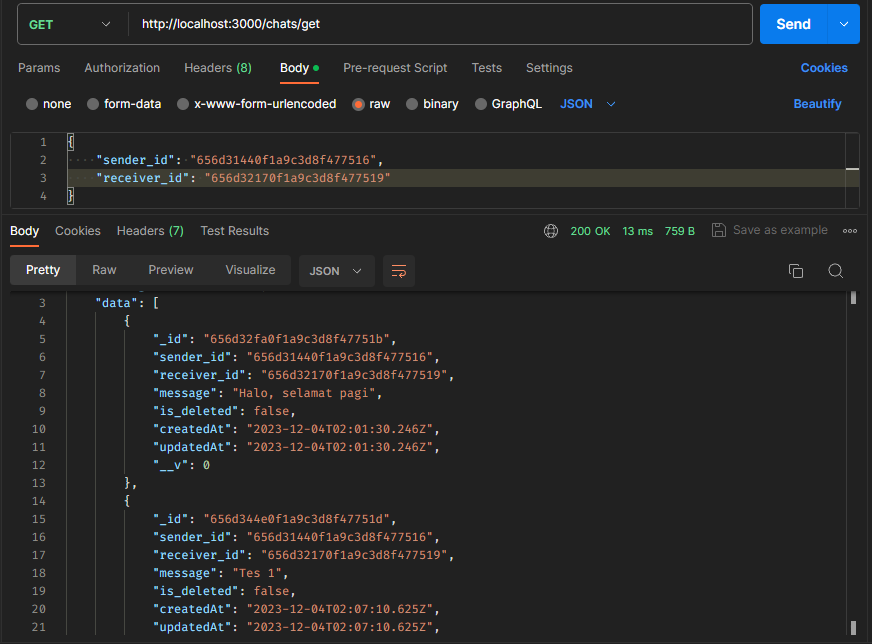 GET http://localhost:3000/chats/get Send
Params Authorization Headers (8) Body Pre-request Script Tests Settings Cookies
none form-data x-www-form-urlencoded raw binary GraphQL JSON Beautify
1 {
2 "sender_id": "656d31440f1a9c3d8f477516",
3 "receiver_id": "656d32170f1a9c3d8f477519"
4 }
Body Cookies Headers (7) Test Results 200 OK 13 ms 759 B Save as example
Pretty Raw Preview Visualize JSON
3 "data": [
4 {
5 "_id": "656d32fa0f1a9c3d8f47751b",
6 "sender_id": "656d31440f1a9c3d8f477516",
7 "receiver_id": "656d32170f1a9c3d8f477519",
8 "message": "Halo, selamat pagi",
9 "is_deleted": false,
10 "createdAt": "2023-12-04T02:01:30.246Z",
11 "updatedAt": "2023-12-04T02:01:30.246Z",
12 "__v": 0
13 },
14 {
15 "_id": "656d344e0f1a9c3d8f47751d",
16 "sender_id": "656d31440f1a9c3d8f477516",
17 "receiver_id": "656d32170f1a9c3d8f477519",
18 "message": "Tes 1",
19 "is_deleted": false,
20 "createdAt": "2023-12-04T02:07:10.625Z",
21 "updatedAt": "2023-12-04T02:07:10.625Z",